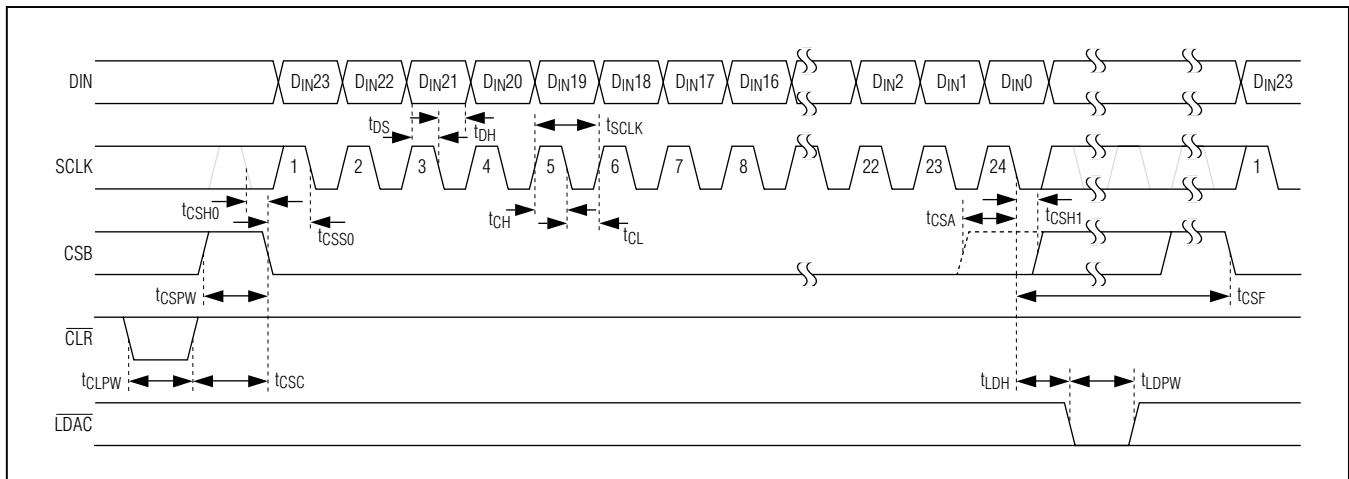 DIN DIN23 DIN22 DIN21 DIN20 DIN19 DIN18 DIN17 DIN16 DIN2 DIN1 DIN0 DIN23
tDS tDH tSCLK
SCLK 1 2 3 4 5 6 7 8 22 23 24 1
tCSH0 tCSS0 tCH tCL tCSA tCSH1
CSB
tCSPW tCSF
CLR
tCLPW tCSC tLDH tLDPW
LDAC